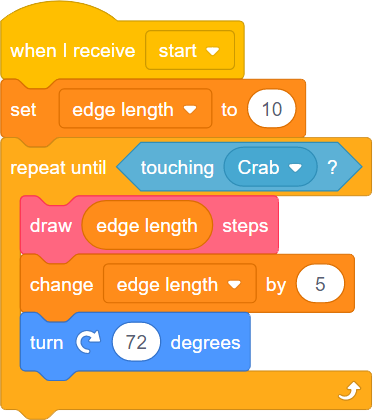 when I receive start
set edge length to 10
repeat until touching Crab ?
draw edge length steps
change edge length by 5
turn 72 degrees